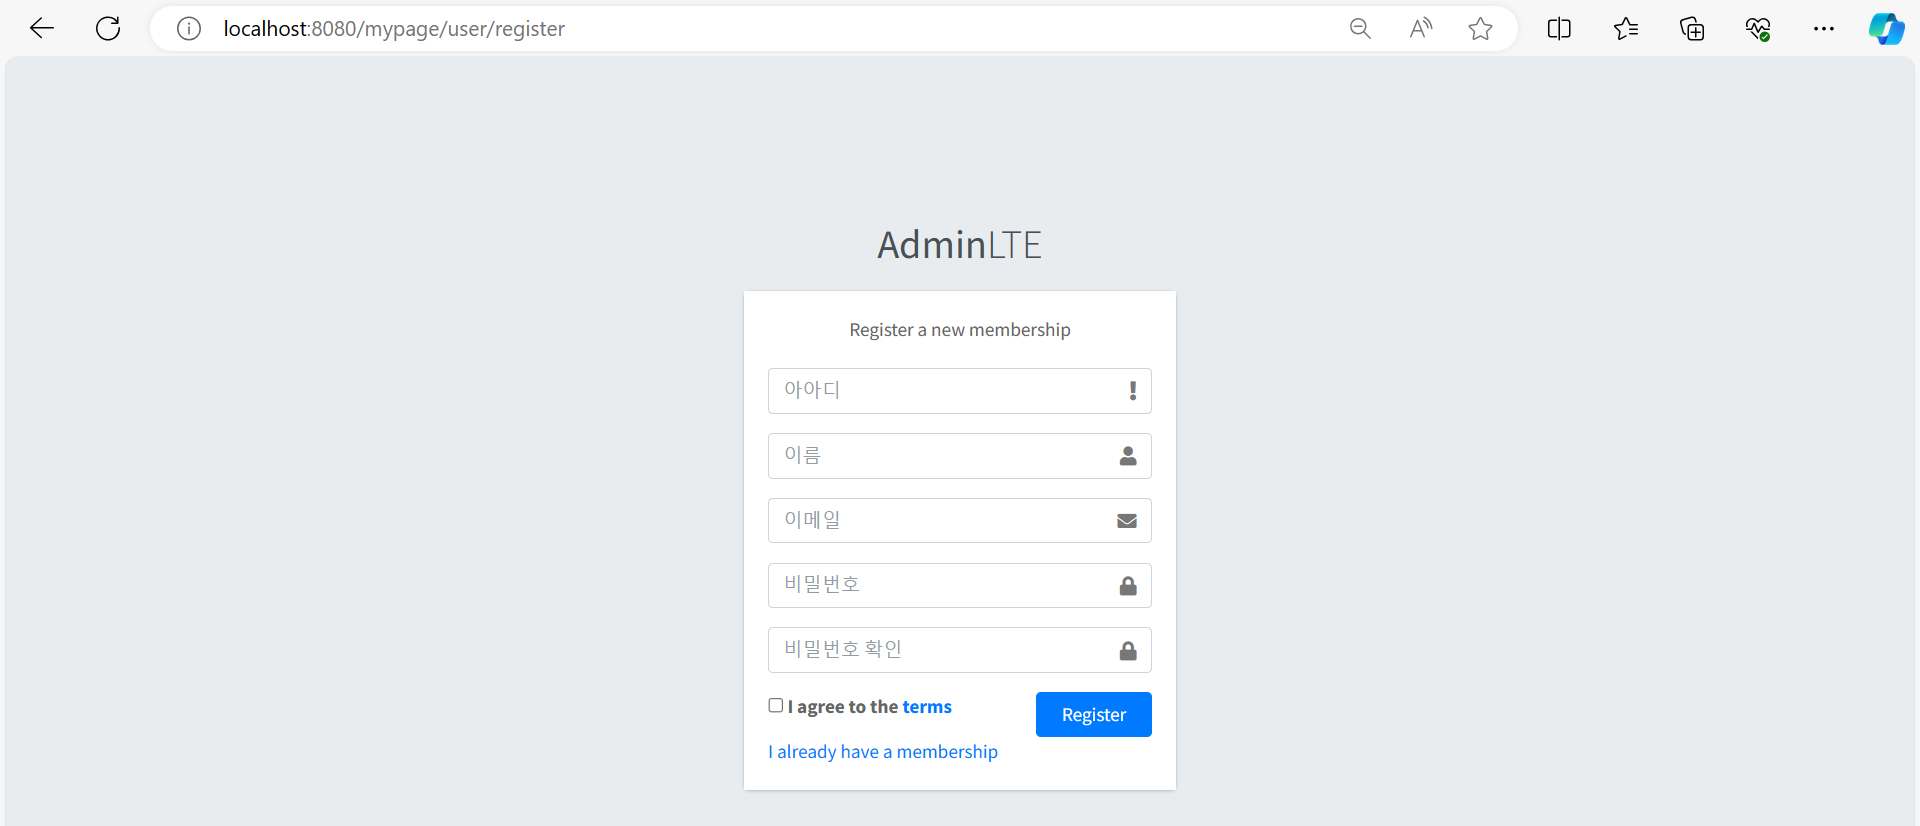 localhost:8080/mypage/user/register
AdminLTE
Register a new membership
아아디
이름
이메일
비밀번호
비밀번호 확인
I agree to the terms
Register
I already have a membership